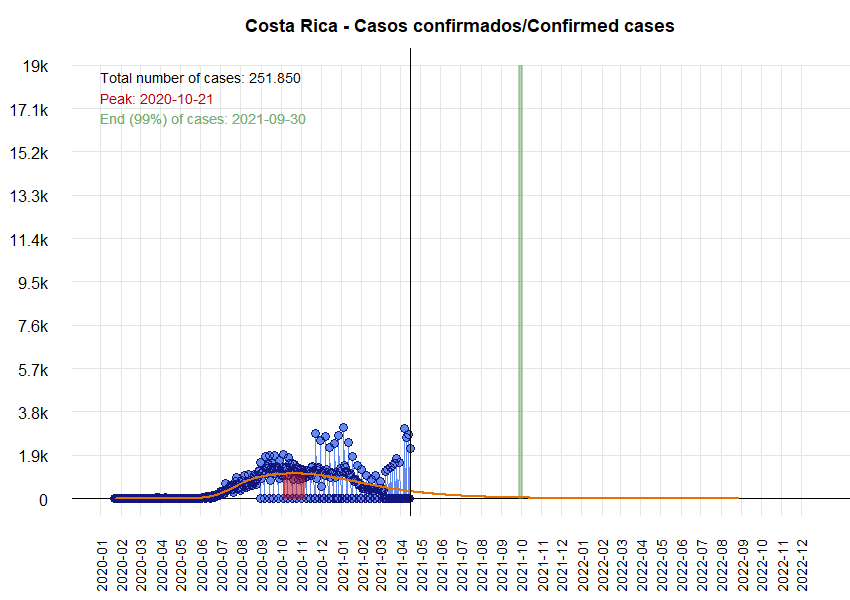 Costa Rica - Casos confirmados/Confirmed cases
19k
17.1k
15.2k
13.3k
11.4k
9.5k
7.6k
5.7k
3.8k
1.9k
0
Total number of cases: 251.850
Peak: 2020-10-21
End (99%) of cases: 2021-09-30
2020-01
2020-02
2020-03
2020-04
2020-05
2020-06
2020-07
2020-08
2020-09
2020-10
2020-11
2020-12
2021-01
2021-02
2021-03
2021-04
2021-05
2021-06
2021-07
2021-08
2021-09
2021-10
2021-11
2021-12
2022-01
2022-02
2022-03
2022-04
2022-05
2022-06
2022-07
2022-08
2022-09
2022-10
2022-11
2022-12